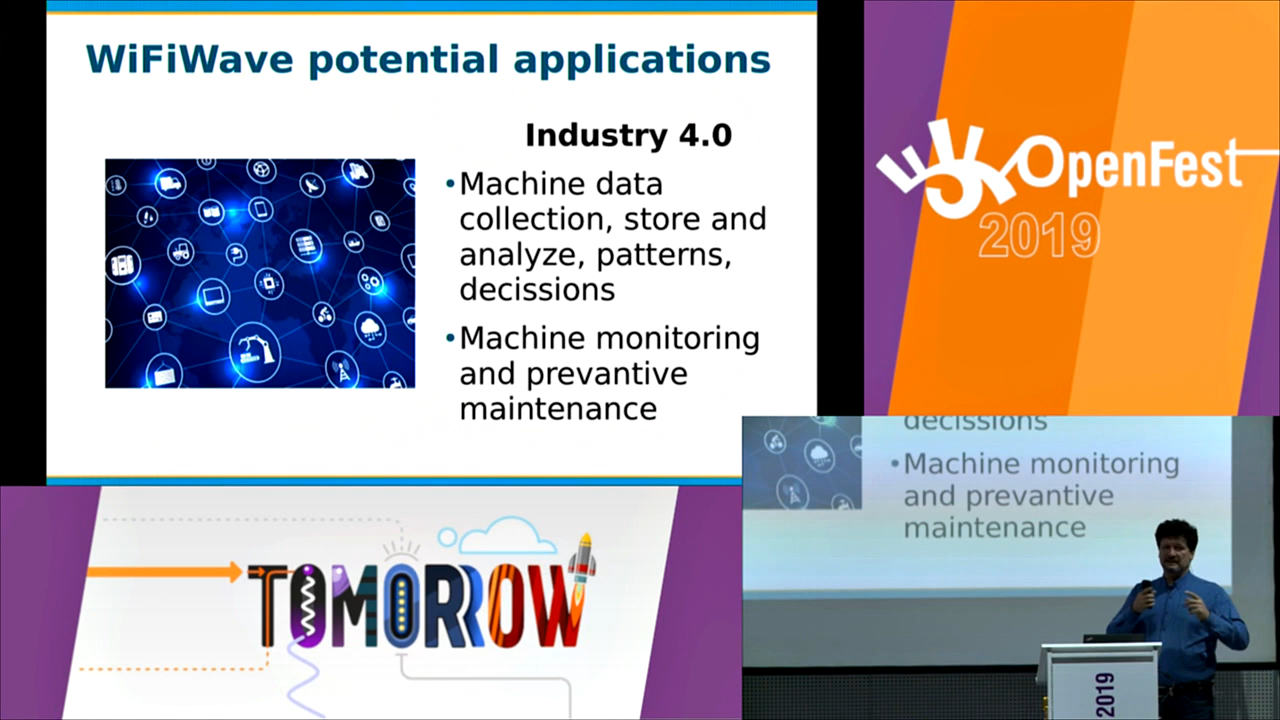 WiFiWave potential applications
Industry 4.0
•Machine data
collection, store and
analyze, patterns,
decissions
•Machine monitoring
and prevantive
maintenance
OpenFest
2019
decissions
•Machine monitoring
and prevantive
maintenance
TOMORROW
2019